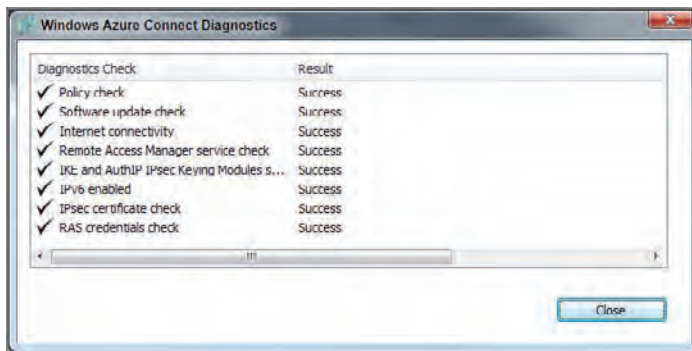 Windows Azure Connect Diagnostics
Diagnostics Check Result
Policy check Success
Software update check Success
Internet connectivity Success
Remote Access Manager service check Success
IKE and AuthIP IPsec Keying Modules s... Success
IPv6 enabled Success
IPsec certificate check Success
RAS credentials check Success
Close